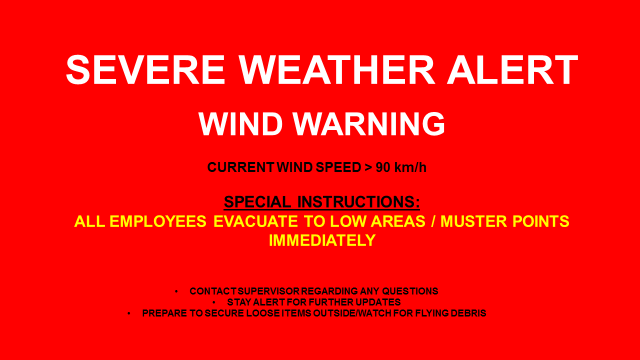 SEVERE WEATHER ALERT
WIND WARNING
CURRENT WIND SPEED > 90 km/h
SPECIAL INSTRUCTIONS:
ALL EMPLOYEES EVACUATE TO LOW AREAS / MUSTER POINTS
IMMEDIATELY
• CONTACT SUPERVISOR REGARDING ANY QUESTIONS
• STAY ALERT FOR FURTHER UPDATES
• PREPARE TO SECURE LOOSE ITEMS OUTSIDE/WATCH FOR FLYING DEBRIS